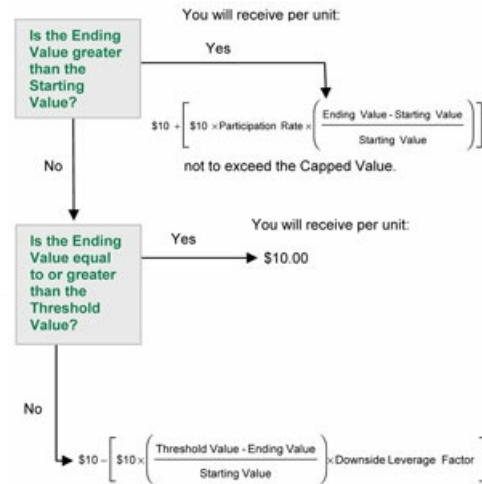 You will receive per unit:
Is the Ending
Value greater
than the
Starting
Value?
Yes
$10 + [ $10 × Participation Rate × ( Ending Value - Starting Value / Starting Value ) ]
not to exceed the Capped Value.
No
You will receive per unit:
Is the Ending
Value equal
to or greater
than the
Threshold
Value?
Yes
$10.00
No
$10 – [ $10 × ( Threshold Value - Ending Value / Starting Value ) × Downside Leverage Factor ]